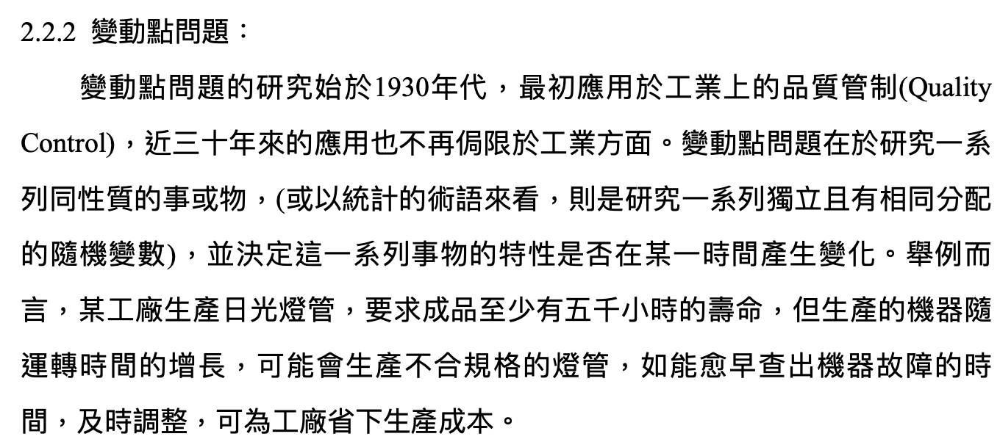 2.2.2 變動點問題：
變動點問題的研究始於1930年代，最初應用於工業上的品質管制(Quality
Control)，近三十年來的應用也不再侷限於工業方面。變動點問題在於研究一系
列同性質的事或物，(或以統計的術語來看，則是研究一系列獨立且有相同分配
的隨機變數)，並決定這一系列事物的特性是否在某一時間產生變化。舉例而
言，某工廠生產日光燈管，要求成品至少有五千小時的壽命，但生產的機器隨
運轉時間的增長，可能會生產不合規格的燈管，如能愈早查出機器故障的時
間，及時調整，可為工廠省下生產成本。